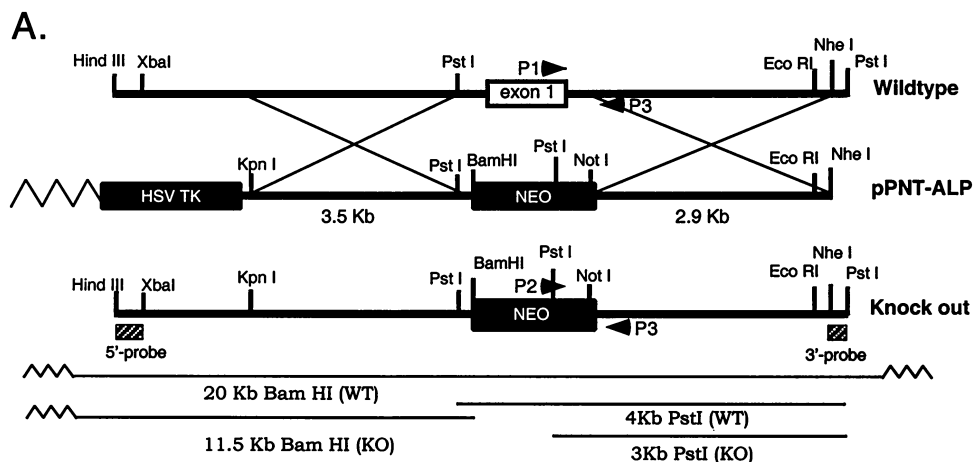 A.
Hind III XbaI Pst I P1 exon 1 P3 Eco RI Nhe I Pst I Wildtype
HSV TK Kpn I Pst I BamHI Pst I Not I NEO Eco RI Nhe I pPNT-ALP
3.5 Kb 2.9 Kb
Hind III XbaI Kpn I Pst I BamHI Pst I P2 Not I NEO P3 Eco RI Nhe I Pst I Knock out
5'-probe 3'-probe
20 Kb Bam HI (WT)
4Kb PstI (WT)
11.5 Kb Bam HI (KO)
3Kb PstI (KO)